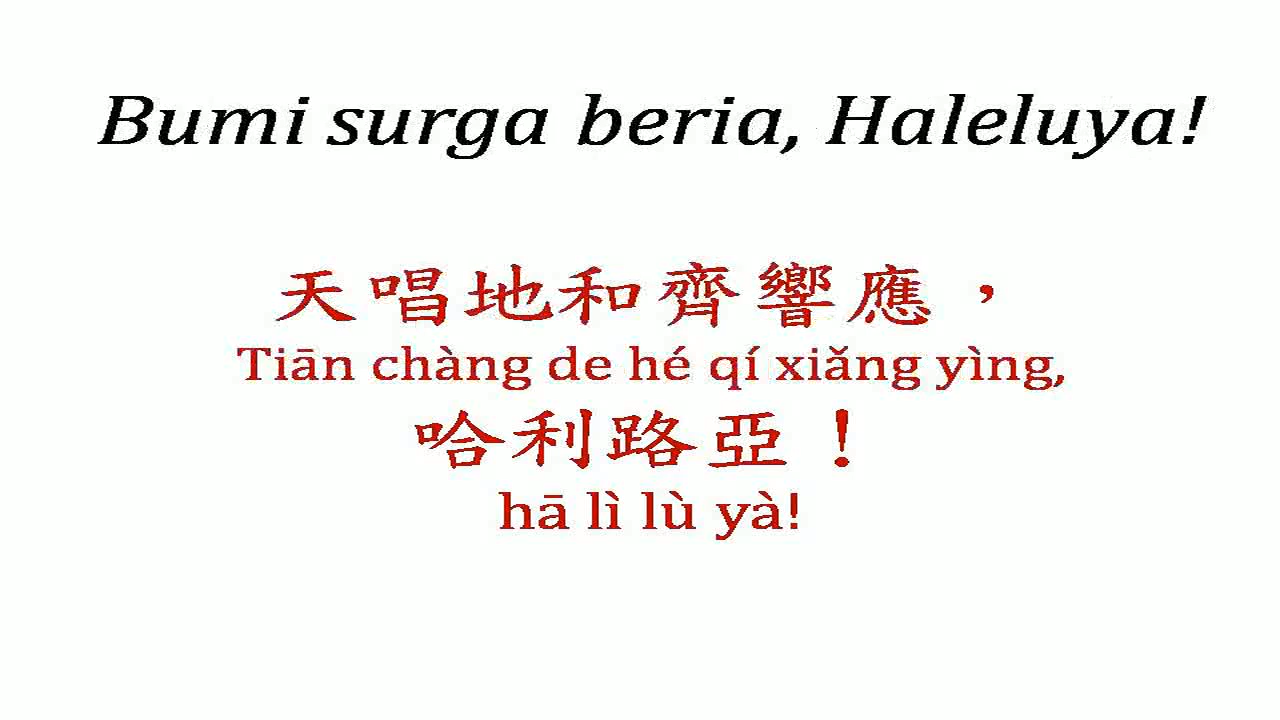 Bumi surga beria, Haleluya!
天唱地和齊響應，
Tiān chàng de hé qí xiǎng yìng,
哈利路亞！
hā lì lù yà!